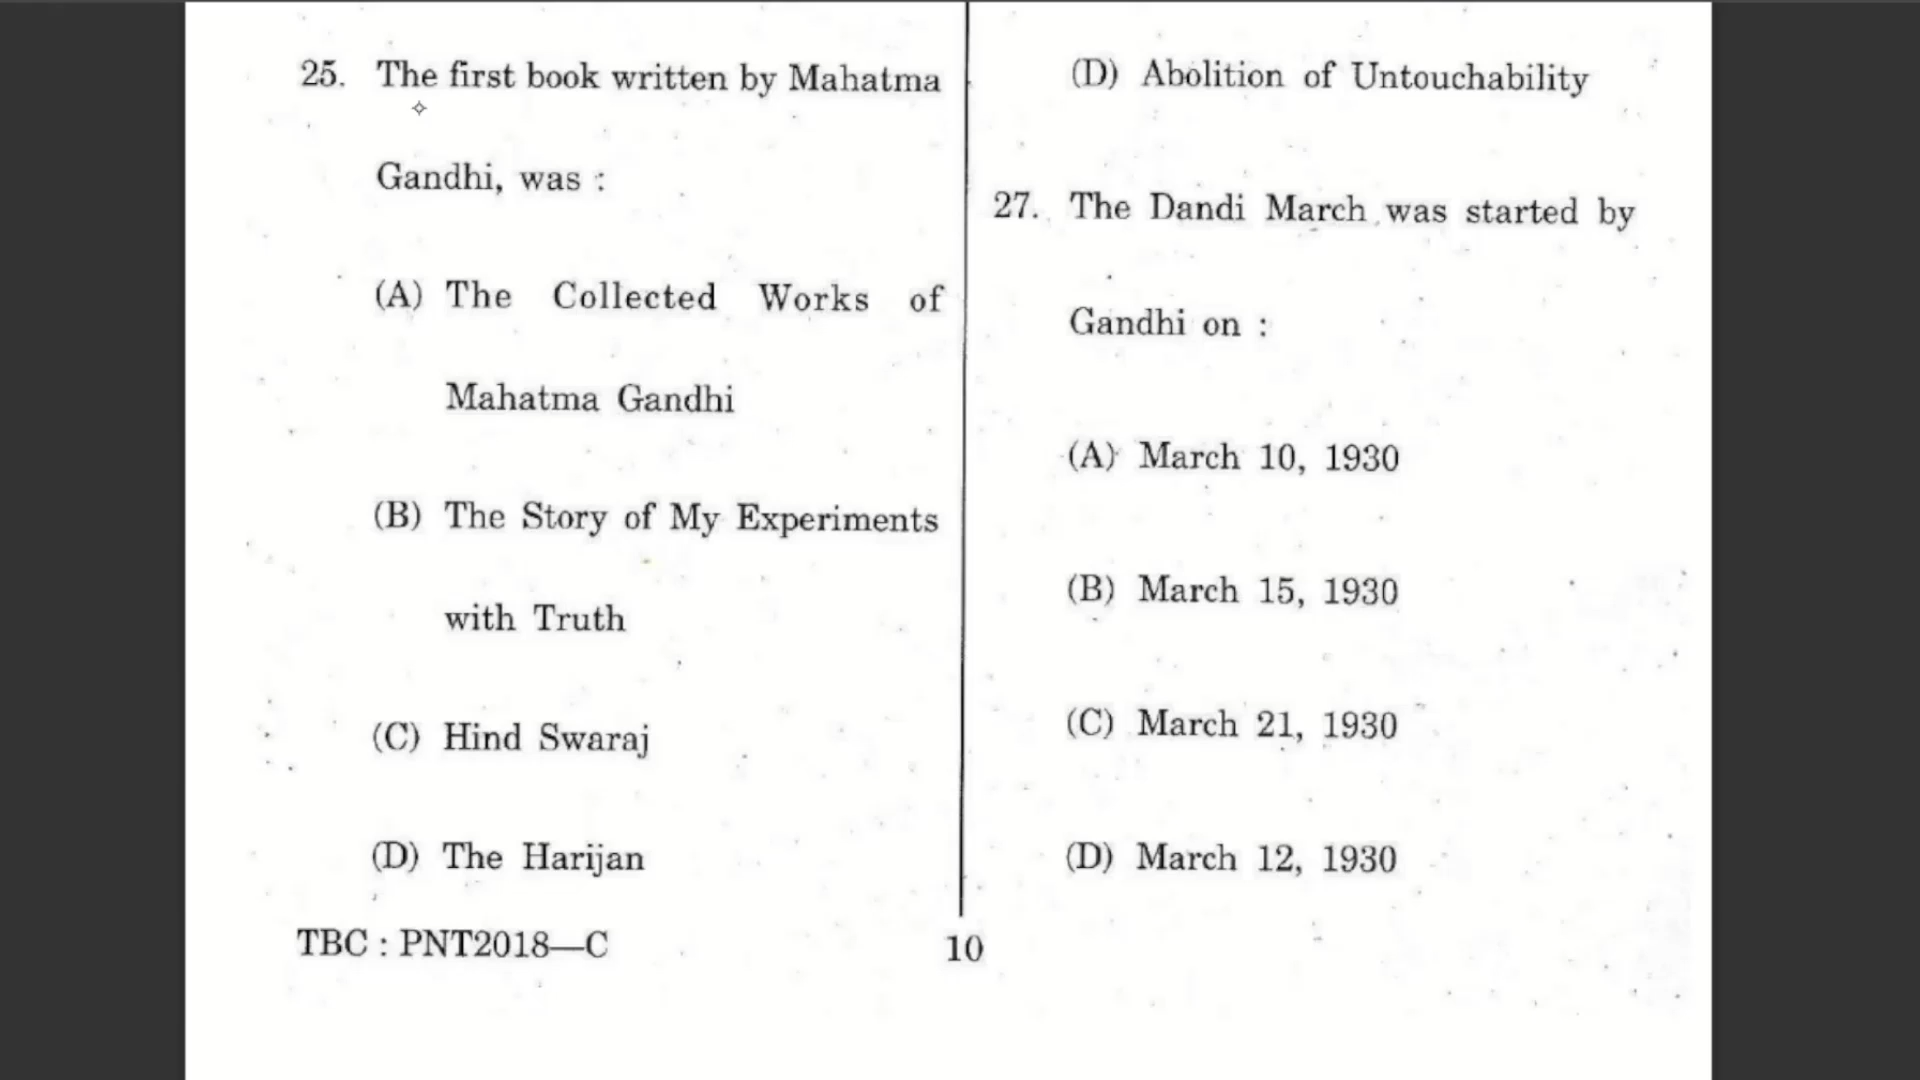 25. The first book written by Mahatma
Gandhi, was :
(A) The Collected Works of
Mahatma Gandhi
(B) The Story of My Experiments
with Truth
(C) Hind Swaraj
(D) The Harijan
TBC : PNT2018—C
(D) Abolition of Untouchability
27. The Dandi March was started by
Gandhi on :
(A) March 10, 1930
(B) March 15, 1930
(C) March 21, 1930
(D) March 12, 1930
10